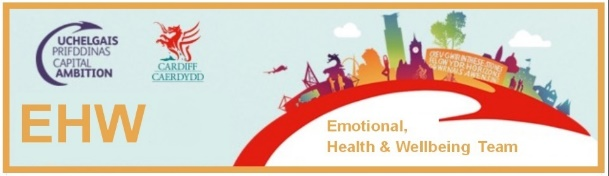 UCHELGAIS
PRIFDDINAS
CAPITAL
AMBITION
CARDIFF
CAERDYDD
EHW
Emotional,
Health & Wellbeing Team